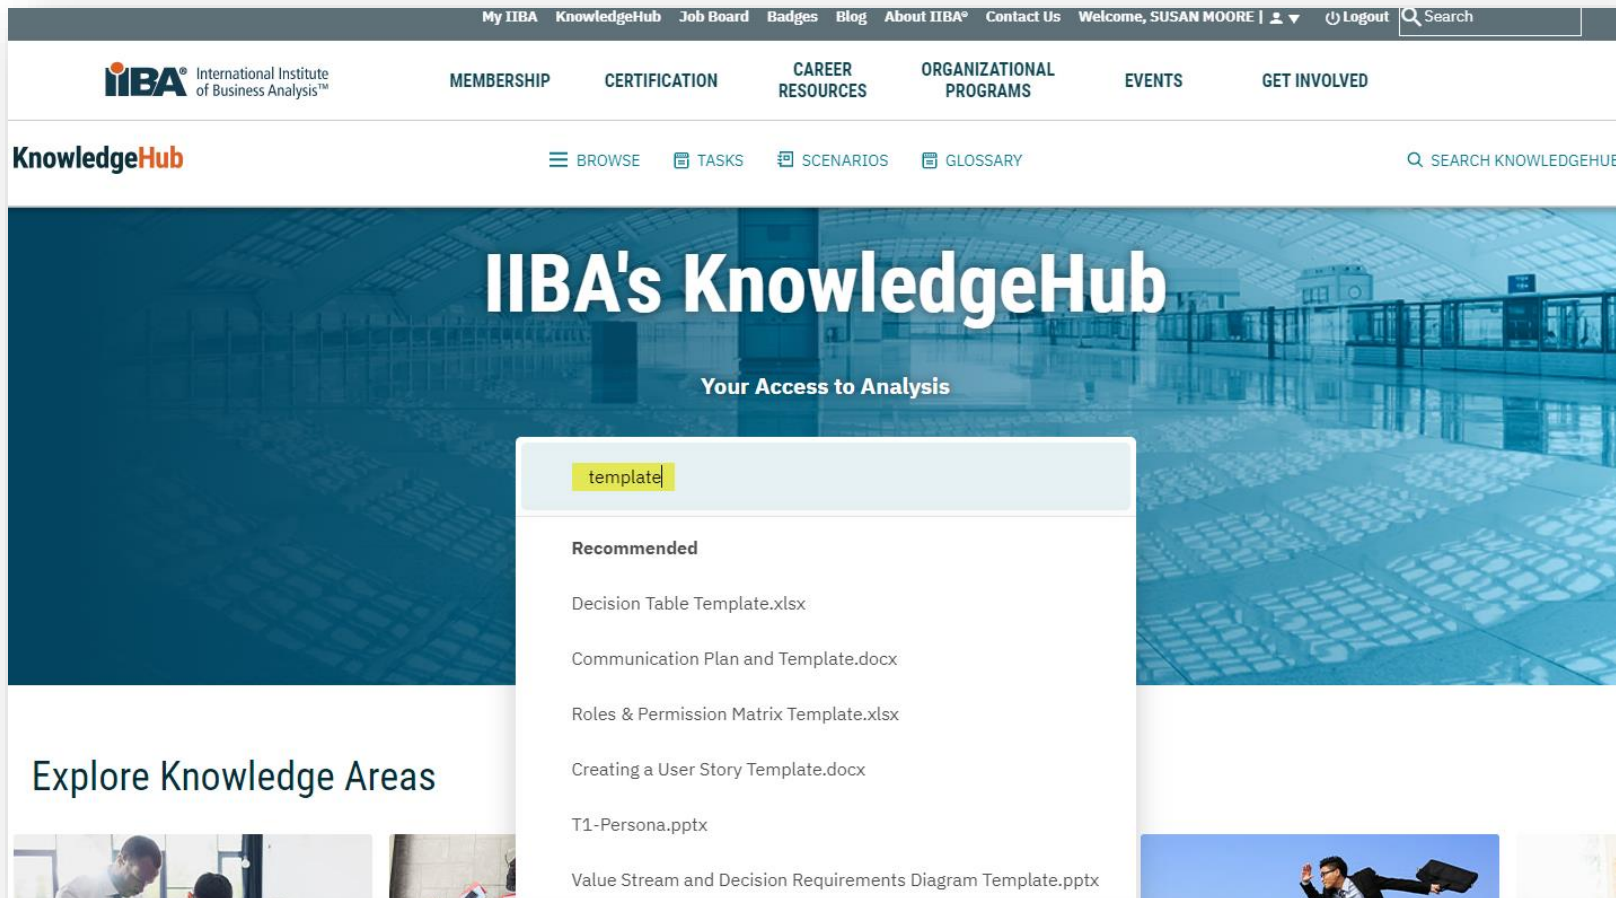 My IIBA KnowledgeHub Job Board Badges Blog About IIBA® Contact Us Welcome, SUSAN MOORE | Logout Search
IIBA® International Institute
of Business Analysis™
MEMBERSHIP CERTIFICATION CAREER RESOURCES ORGANIZATIONAL PROGRAMS EVENTS GET INVOLVED
KnowledgeHub BROWSE TASKS SCENARIOS GLOSSARY SEARCH KNOWLEDGEHUB
IIBA's KnowledgeHub
Your Access to Analysis
template
Recommended
Decision Table Template.xlsx
Communication Plan and Template.docx
Roles & Permission Matrix Template.xlsx
Creating a User Story Template.docx
Explore Knowledge Areas
T1-Persona.pptx
Value Stream and Decision Requirements Diagram Template.pptx